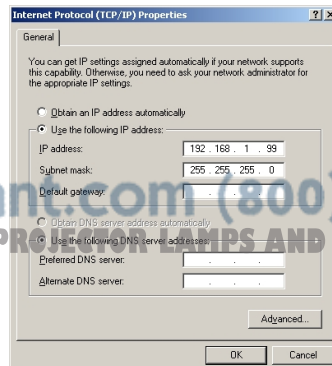 Internet Protocol (TCP/IP) Properties
General
You can get IP settings assigned automatically if your network supports
this capability. Otherwise, you need to ask your network administrator for
the appropriate IP settings.
Obtain an IP address automatically
Use the following IP address:
IP address: 192 . 168 . 1 . 99
Subnet mask: 255 . 255 . 255 . 0
Default gateway: . . .
nt.com (800)
Obtain DNS server address automatically
PROJECTOR LAMPS AND
Use the following DNS server addresses:
Preferred DNS server: . . .
Alternate DNS server: . . .
Advanced...
OK Cancel